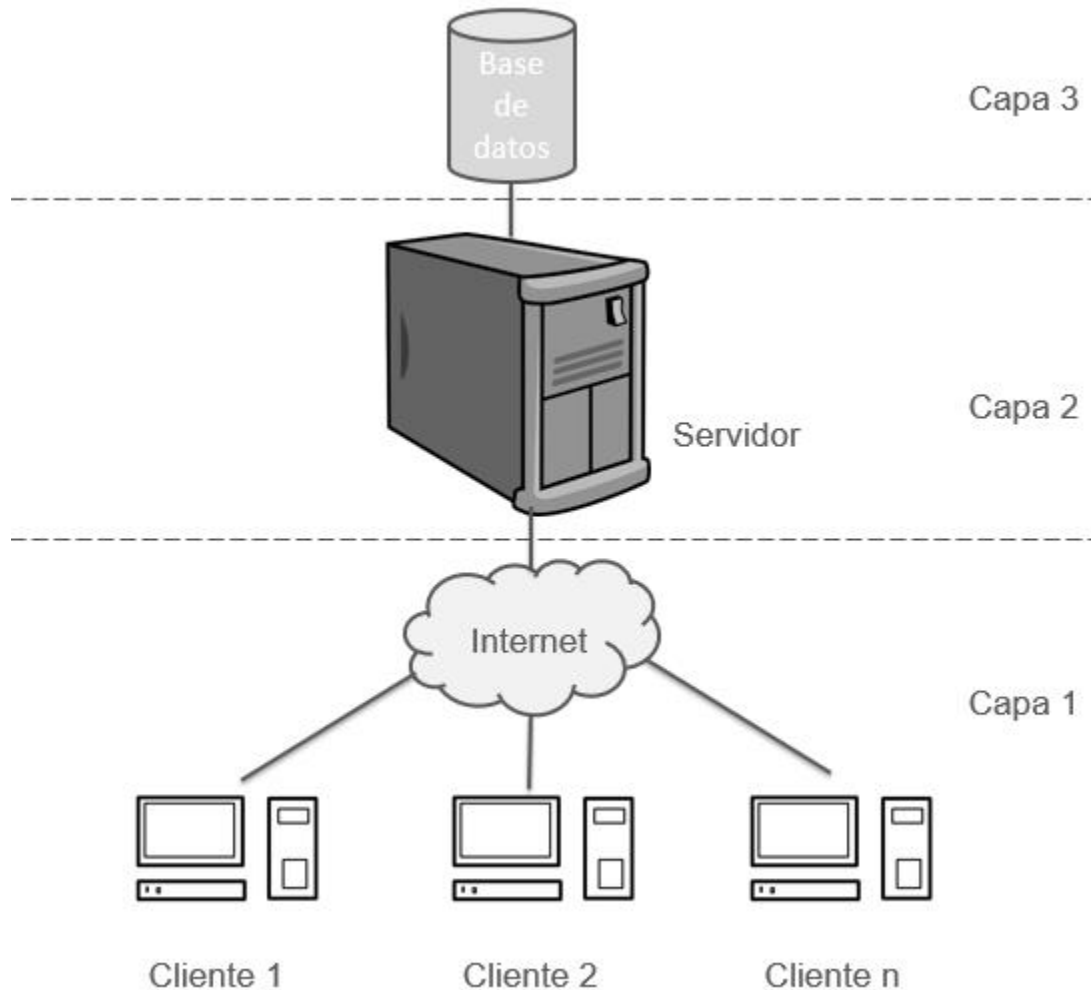 Base
de
datos
Capa 3
Servidor
Capa 2
Internet
Capa 1
Cliente 1
Cliente 2
Cliente n